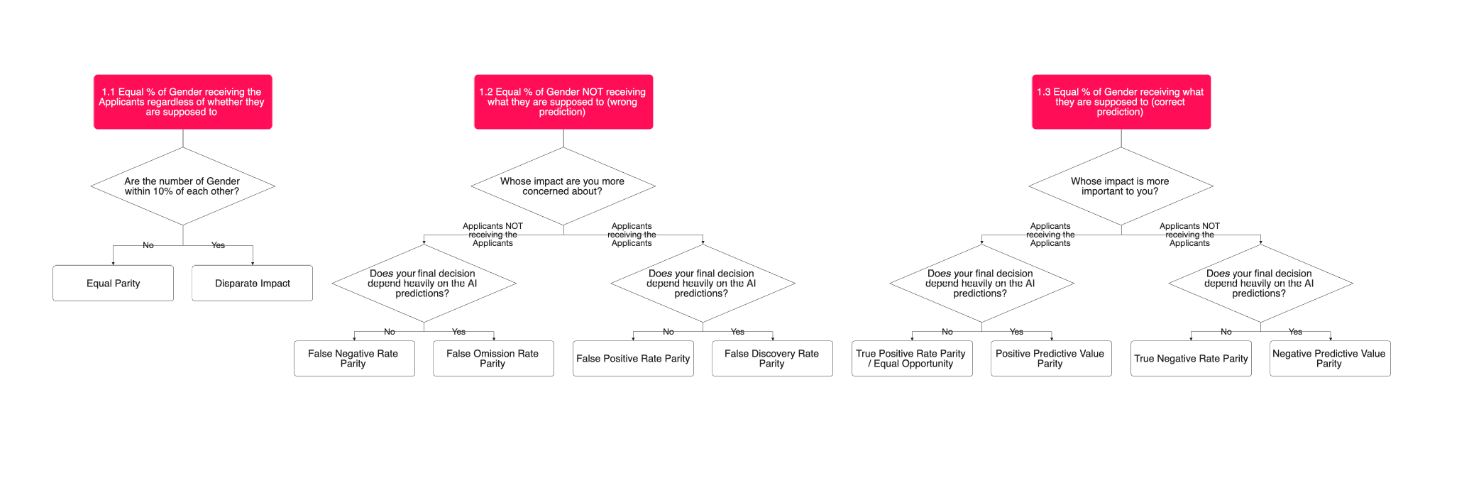 1.1 Equal % of Gender receiving the
Applicants regardless of whether they
are supposed to
Are the number of Gender
within 10% of each other?
No
Yes
Equal Parity
Disparate Impact
1.2 Equal % of Gender NOT receiving
what they are supposed to (wrong
prediction)
Whose impact are you more
concerned about?
Applicants NOT
receiving the
Applicants
Applicants
receiving the
Applicants
Does your final decision
depend heavily on the AI
predictions?
Does your final decision
depend heavily on the AI
predictions?
No
Yes
No
Yes
False Negative Rate
Parity
False Omission Rate
Parity
False Positive Rate Parity
False Discovery Rate
Parity
1.3 Equal % of Gender receiving what
they are supposed to (correct
prediction)
Whose impact is more
important to you?
Applicants
receiving the
Applicants
Applicants NOT
receiving the
Applicants
Does your final decision
depend heavily on the AI
predictions?
Does your final decision
depend heavily on the AI
predictions?
No
Yes
No
Yes
True Positive Rate Parity
/ Equal Opportunity
Positive Predictive Value
Parity
True Negative Rate Parity
Negative Predictive Value
Parity